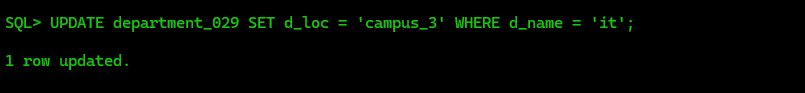 SQL> UPDATE department_029 SET d_loc = 'campus_3' WHERE d_name = 'it';
1 row updated.